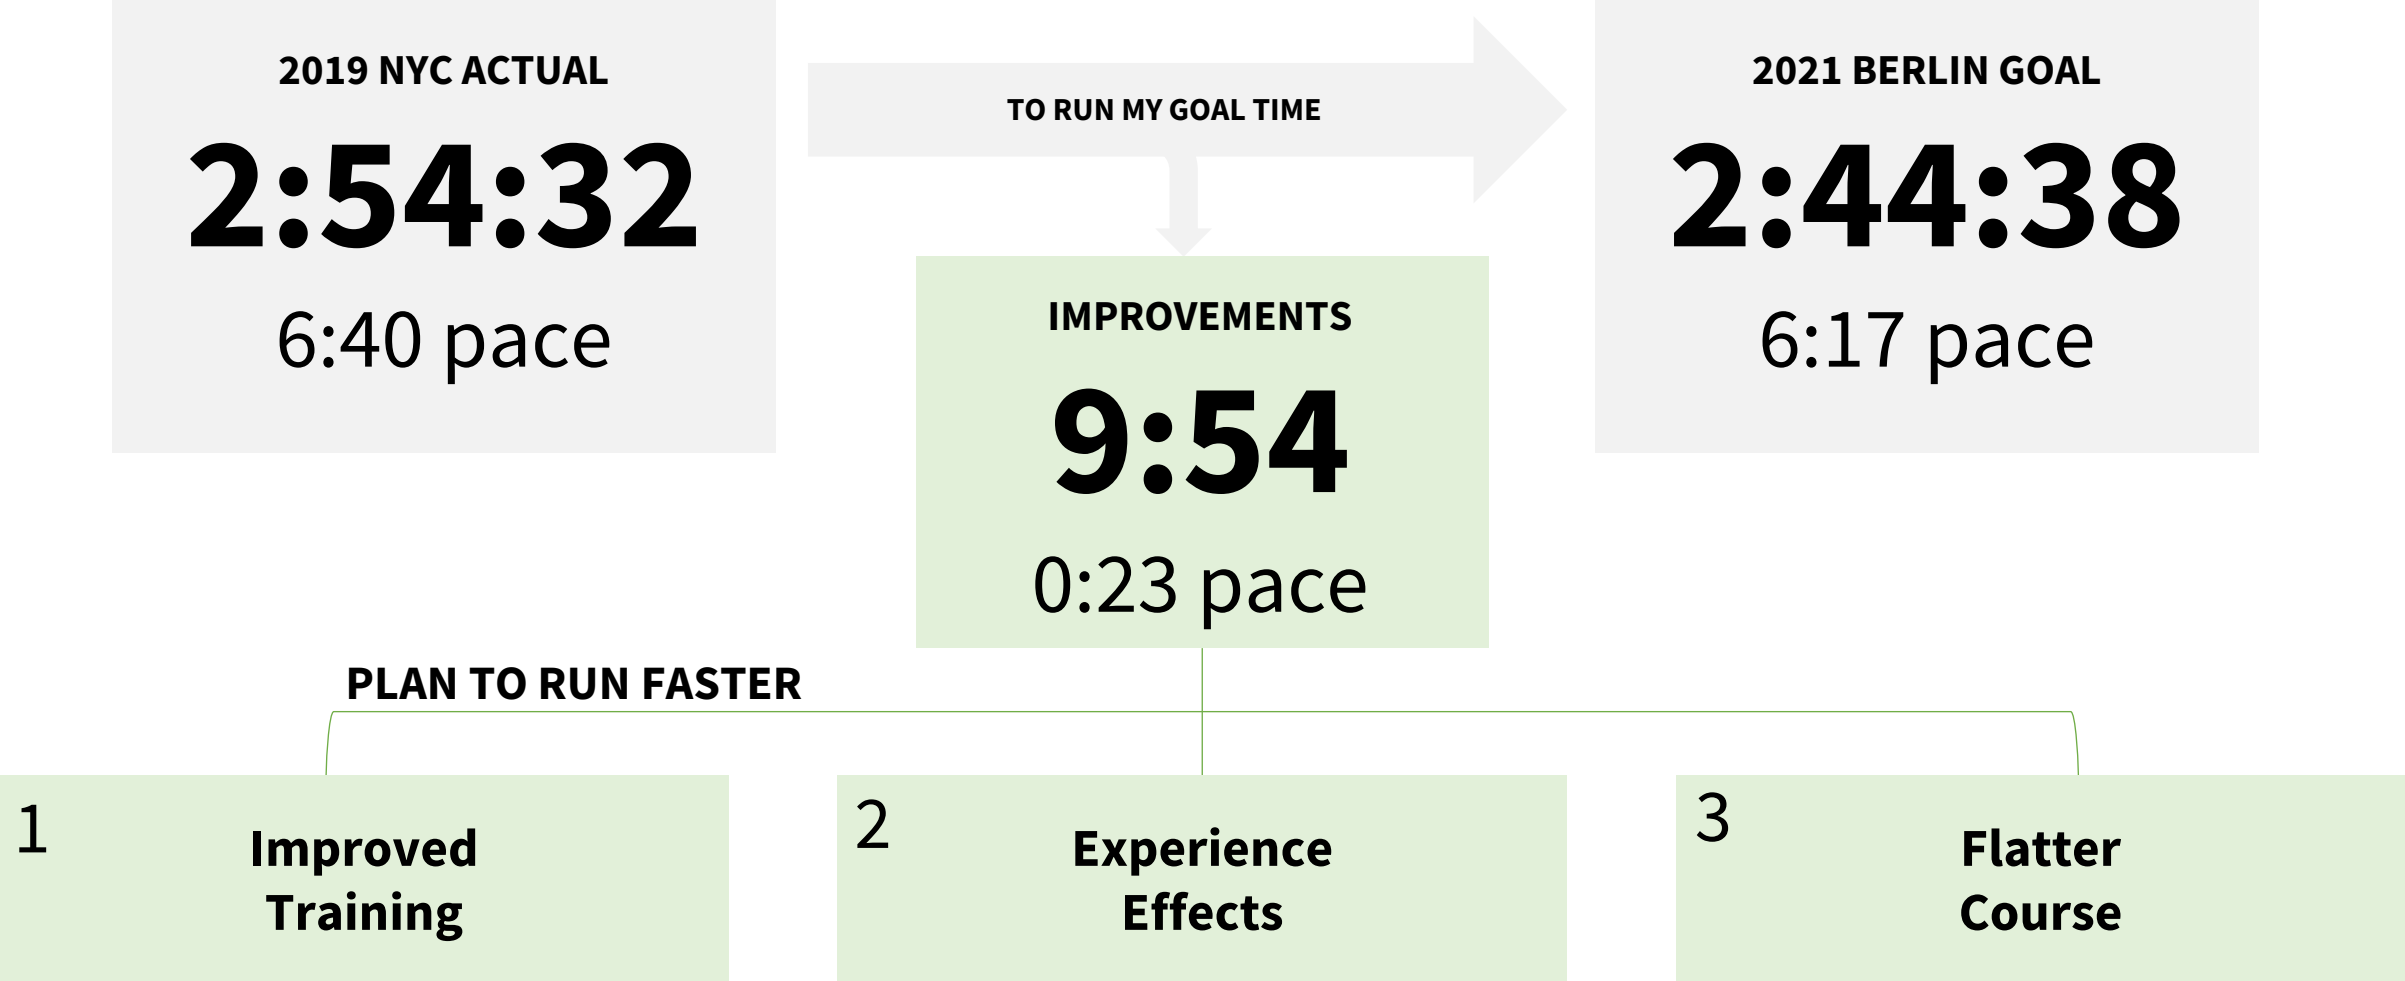 2019 NYC ACTUAL
2:54:32
6:40 pace
TO RUN MY GOAL TIME
2021 BERLIN GOAL
2:44:38
6:17 pace
IMPROVEMENTS
9:54
0:23 pace
PLAN TO RUN FASTER
1
Improved
Training
2
Experience
Effects
3
Flatter
Course